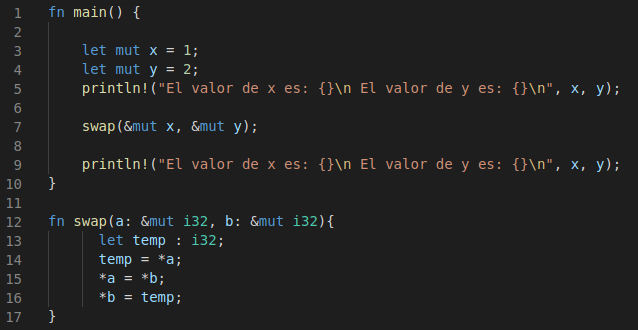 1 fn main() {
2
3     let mut x = 1;
4     let mut y = 2;
5     println!("El valor de x es: {}\n El valor de y es: {}\n", x, y);
6
7     swap(&mut x, &mut y);
8
9     println!("El valor de x es: {}\n El valor de y es: {}\n", x, y);
10 }
11
12 fn swap(a: &mut i32, b: &mut i32){
13       let temp : i32;
14       temp = *a;
15       *a = *b;
16       *b = temp;
17 }